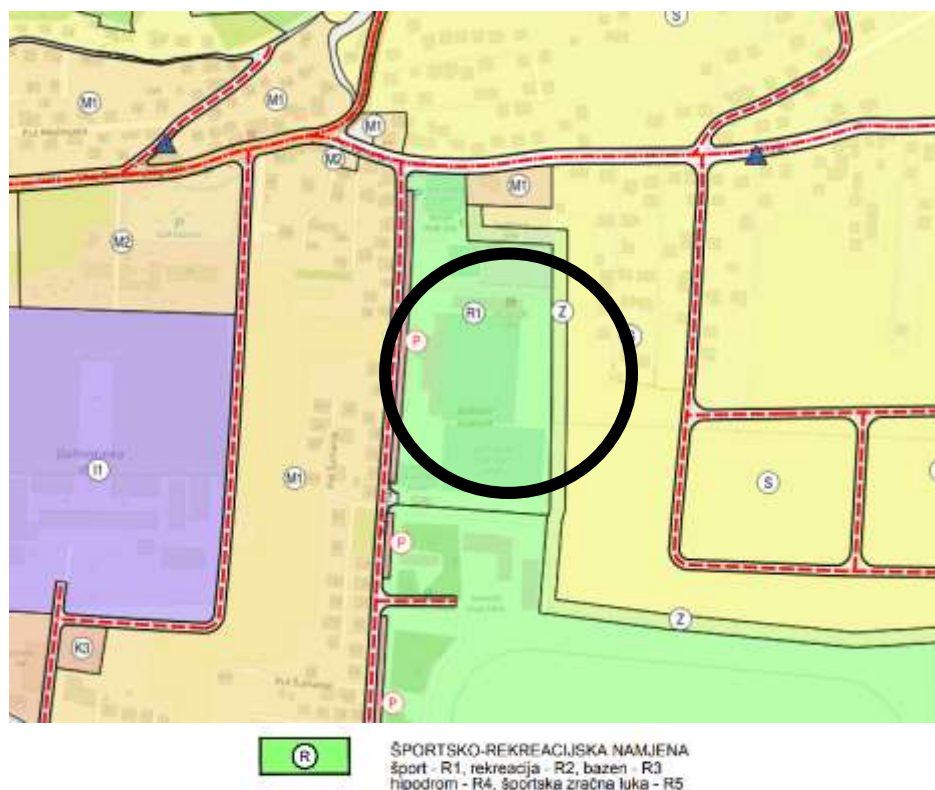 S
M1
M1
M1
M2
M1
M2
R1
Z
P
I1
M1
S
P
Z
K3
P
R
ŠPORTSKO-REKREACIJSKA NAMJENA
šport - R1, rekreacija - R2, bazen - R3
hipodrom - R4, športska zračna luka - R5